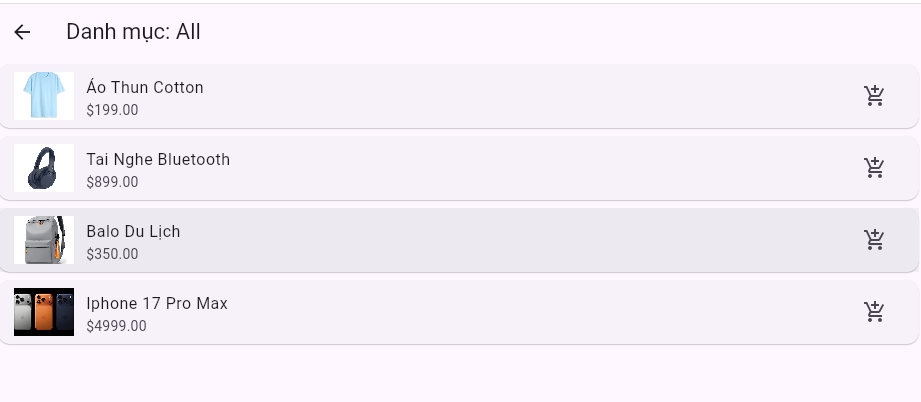 Danh mục: All
Áo Thun Cotton
$199.00
Tai Nghe Bluetooth
$899.00
Balo Du Lịch
$350.00
Iphone 17 Pro Max
$4999.00